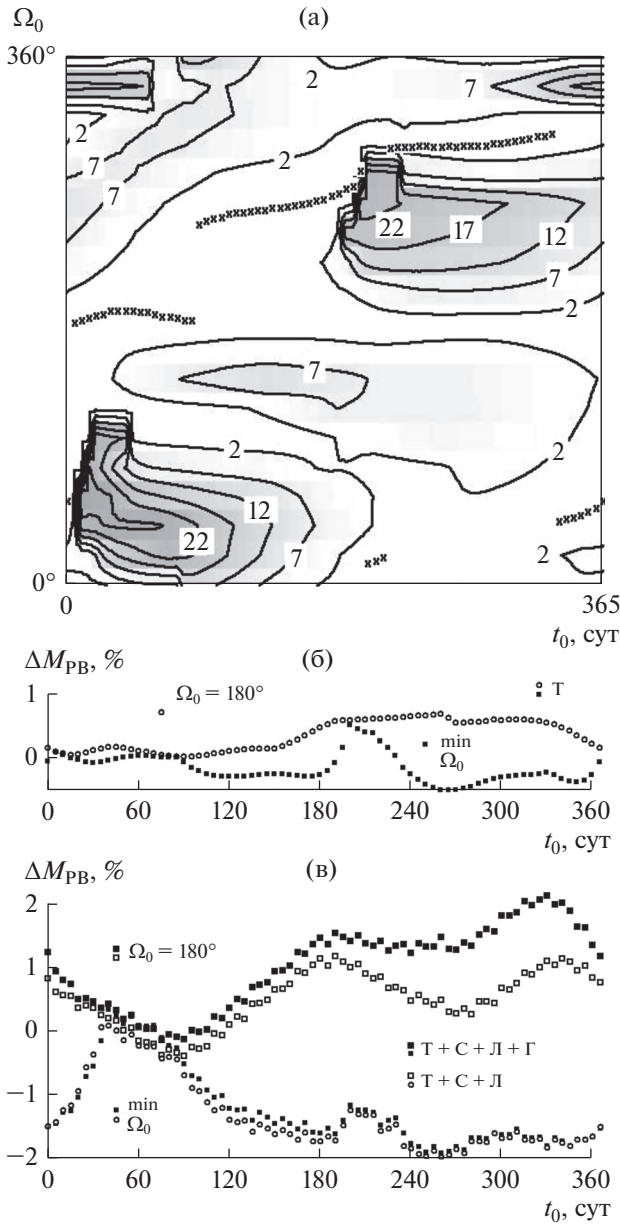 (а)
Ω₀
360°
2
7
2
7
7
2
2
22
17
12
7
2
7
2
12
22
7
2
0°
0
365
t₀, сут
ΔM_РВ, %
(б)
Ω₀ = 180°
Т
1
0
min
Ω₀
0
60
120
180
240
300
360
t₀, сут
ΔM_РВ, %
(в)
2
Ω₀ = 180°
1
0
Т + С + Л + Г
Т + С + Л
−1
min
Ω₀
−2
0
60
120
180
240
300
360
t₀, сут